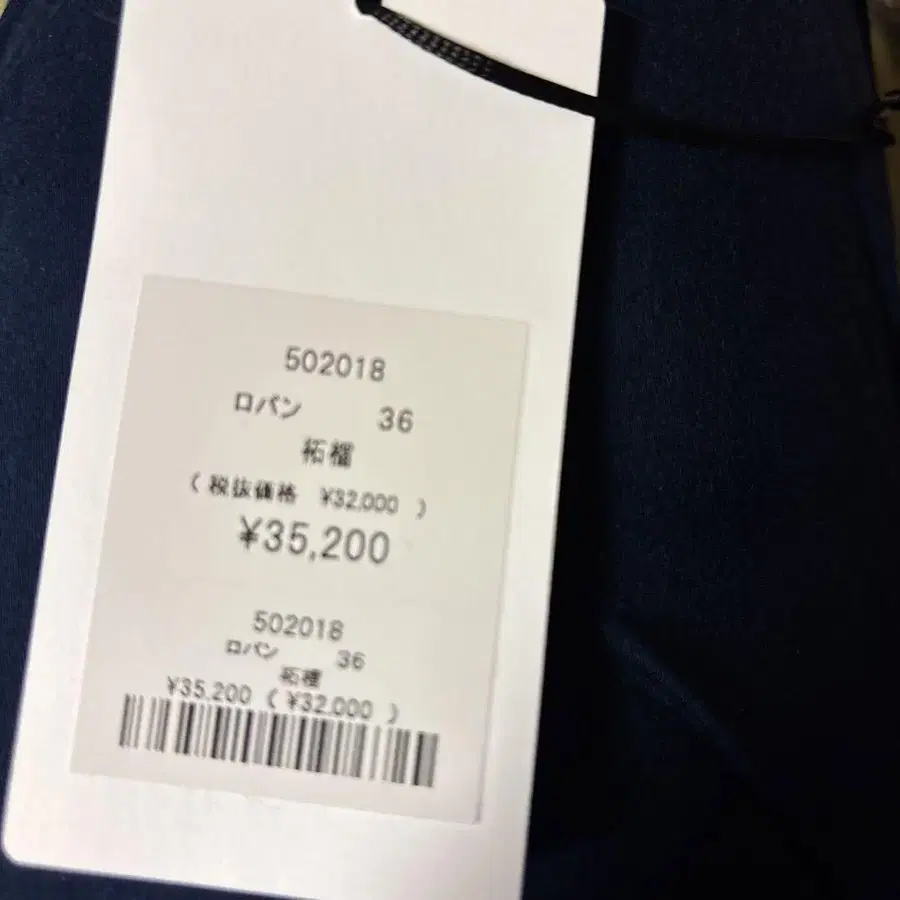 502018
ロパン 36
柘榴
( 税抜価格 ¥32,000 )
¥35,200
502018
ロパン 36
柘榴
¥35,200 ( ¥32,000 )